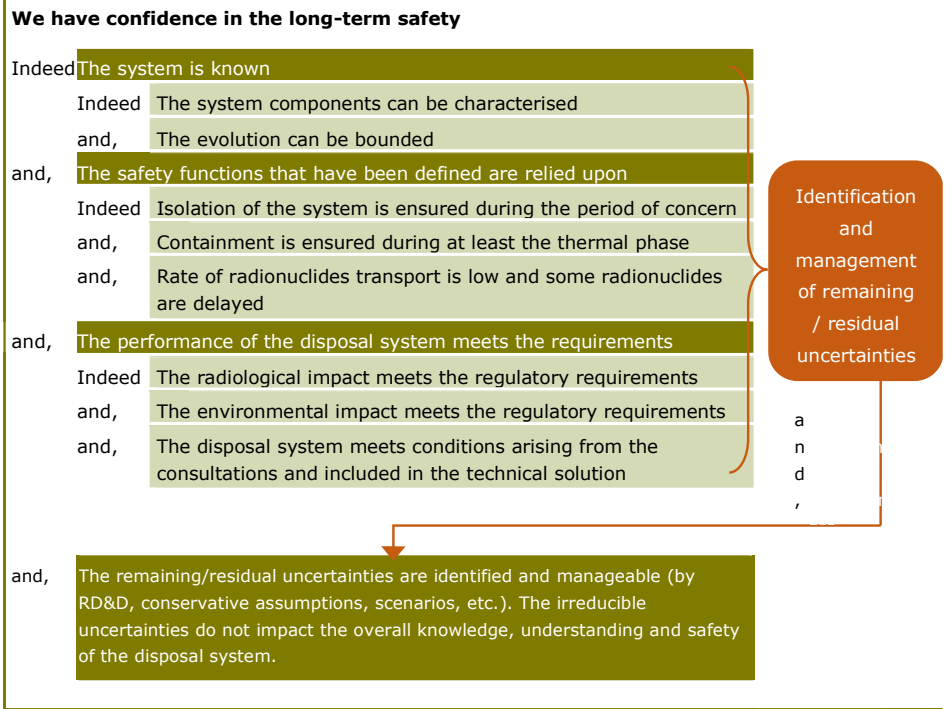 We have confidence in the long-term safety
Indeed The system is known
Indeed The system components can be characterised
and, The evolution can be bounded
and, The safety functions that have been defined are relied upon
Indeed Isolation of the system is ensured during the period of concern
and, Containment is ensured during at least the thermal phase
and, Rate of radionuclides transport is low and some radionuclides
are delayed
and, The performance of the disposal system meets the requirements
Indeed The radiological impact meets the regulatory requirements
and, The environmental impact meets the regulatory requirements
and, The disposal system meets conditions arising from the
consultations and included in the technical solution
Identification
and
management
of remaining
/ residual
uncertainties
a
n
d
,
and, The remaining/residual uncertainties are identified and manageable (by
RD&D, conservative assumptions, scenarios, etc.). The irreducible
uncertainties do not impact the overall knowledge, understanding and safety
of the disposal system.